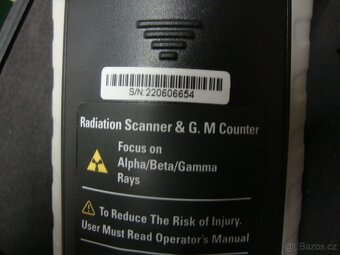 S/N:220606654
Radiation Scanner & G. M Counter
Focus on
Alpha/Beta/Gamma
Rays
To Reduce The Risk of Injury.
User Must Read Operator's Manual
Bazoš.cz